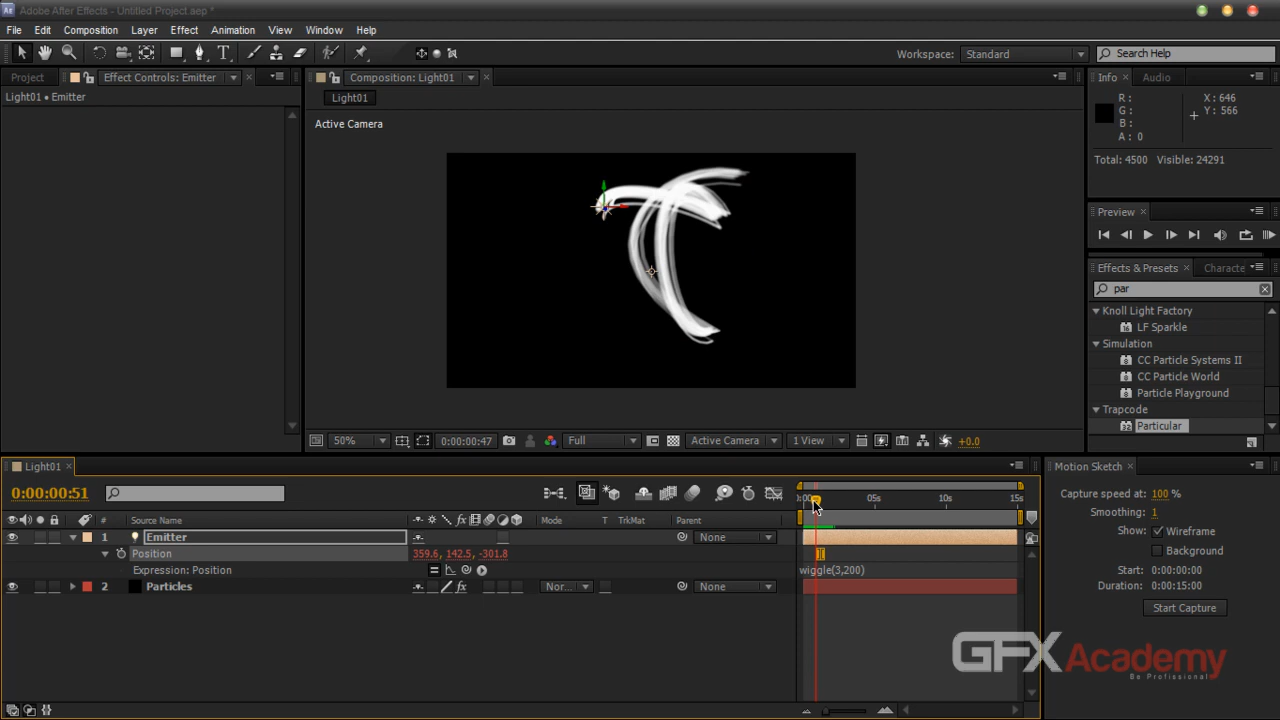 Adobe After Effects - Untitled Project.aep *
File Edit Composition Layer Effect Animation View Window Help
Workspace: Standard Search Help
Project Effect Controls: Emitter Composition: Light01 Info Audio
Light01 • Emitter
Light01
Active Camera
R :
G :
B :
A : 0
X : 646
Y : 566
Total: 4500 Visible: 24291
Preview
Effects & Presets Characte
par
Knoll Light Factory
LF Sparkle
Simulation
CC Particle Systems II
CC Particle World
Particle Playground
Trapcode
Particular
50% 0:00:00:47 Full Active Camera 1 View +0.0
Light01
0:00:00:51
05s 10s 15s
# Source Name Mode T TrkMat Parent
1 Emitter None
Position 359.6, 142.5, -301.8
Expression: Position wiggle(3,200)
2 Particles Nor... None
Motion Sketch
Capture speed at: 100 %
Smoothing: 1
Show: Wireframe
Background
Start: 0:00:00:00
Duration: 0:00:15:00
Start Capture
GFXAcademy
Be Profissional